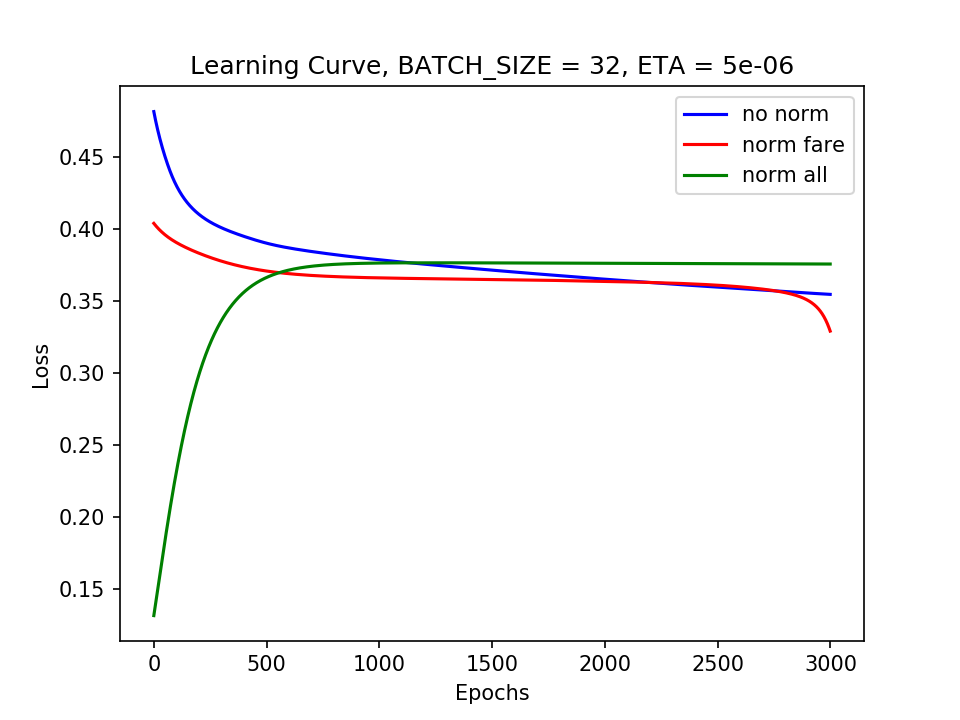 Learning Curve, BATCH_SIZE = 32, ETA = 5e-06
no norm
norm fare
norm all
Loss
0.45
0.40
0.35
0.30
0.25
0.20
0.15
0 500 1000 1500 2000 2500 3000
Epochs